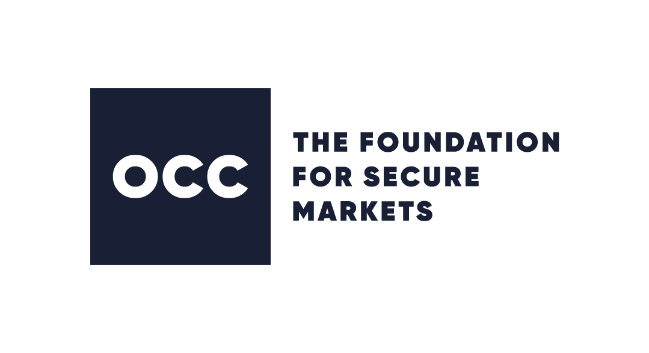 OCC
THE FOUNDATION
FOR SECURE
MARKETS